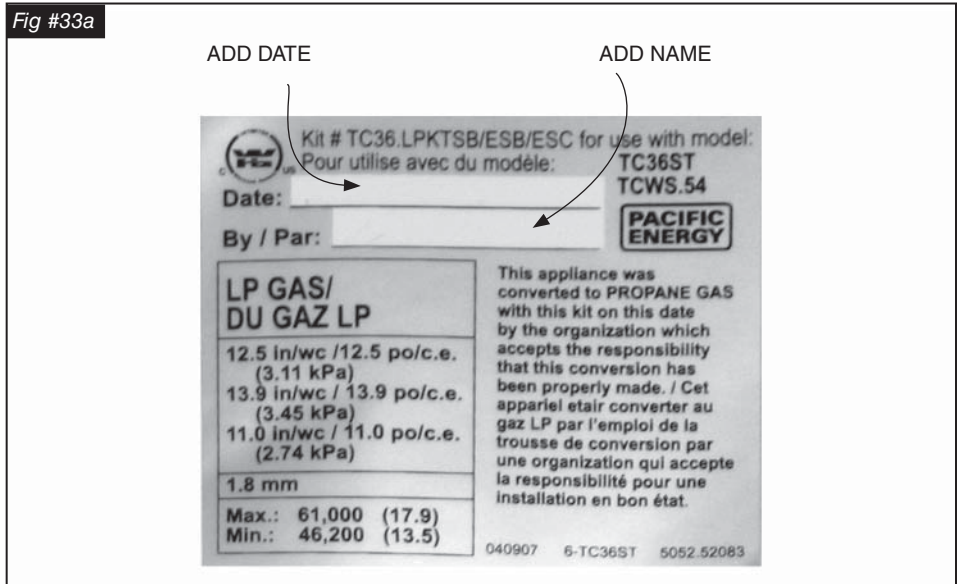 Fig #33a
ADD DATE ADD NAME
Kit # TC36.LPKTSB/ESB/ESC for use with model:
Pour utilise avec du modèle: TC36ST
TCWS.54
C US
Date:
PACIFIC
ENERGY
By / Par:
LP GAS/
DU GAZ LP
12.5 in/wc /12.5 po/c.e.
(3.11 kPa)
13.9 in/wc / 13.9 po/c.e.
(3.45 kPa)
11.0 in/wc / 11.0 po/c.e.
(2.74 kPa)
1.8 mm
Max.: 61,000 (17.9)
Min.: 46,200 (13.5)
This appliance was
converted to PROPANE GAS
with this kit on this date
by the organization which
accepts the responsibility
that this conversion has
been properly made. / Cet
appariel etair converter au
gaz LP par l'emploi de la
trousse de conversion par
une organization qui accepte
la responsibilité pour une
installation en bon état.
040907 6-TC36ST 5052.52083